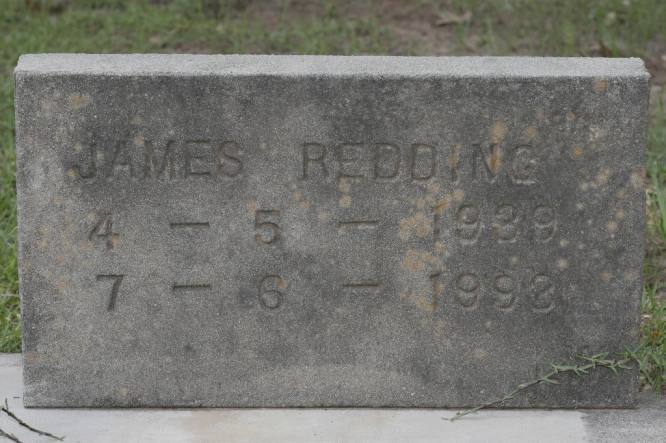 JAMES REDDING
4 - 5 - 1939
7 - 6 - 1993